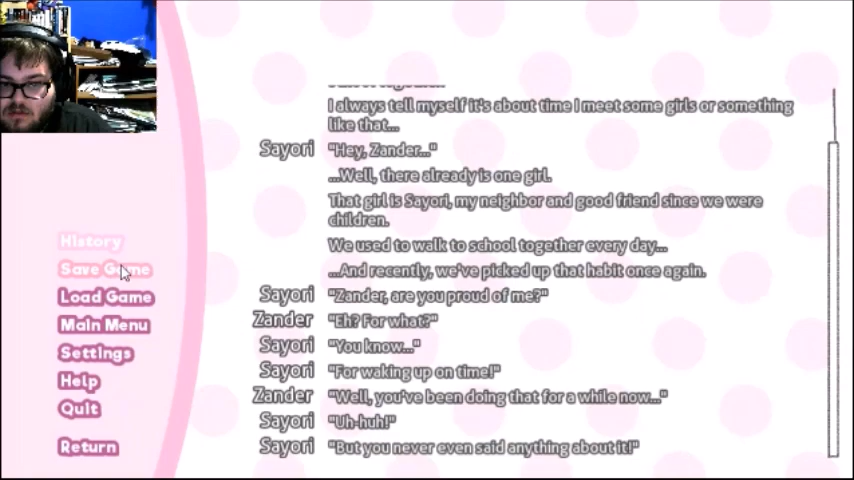 I always tell myself it's about time I meet some girls or something
like that...
Sayori "Hey, Zander..."
...Well, there already is one girl.
That girl is Sayori, my neighbor and good friend since we were
children.
We used to walk to school together every day...
...And recently, we've picked up that habit once again.
Sayori "Zander, are you proud of me?"
Zander "Eh? For what?"
Sayori "You know..."
Sayori "For waking up on time!"
Zander "Well, you've been doing that for a while now..."
Sayori "Uh-huh!"
Sayori "But you never even said anything about it!"
History
Save Game
Load Game
Main Menu
Settings
Help
Quit
Return